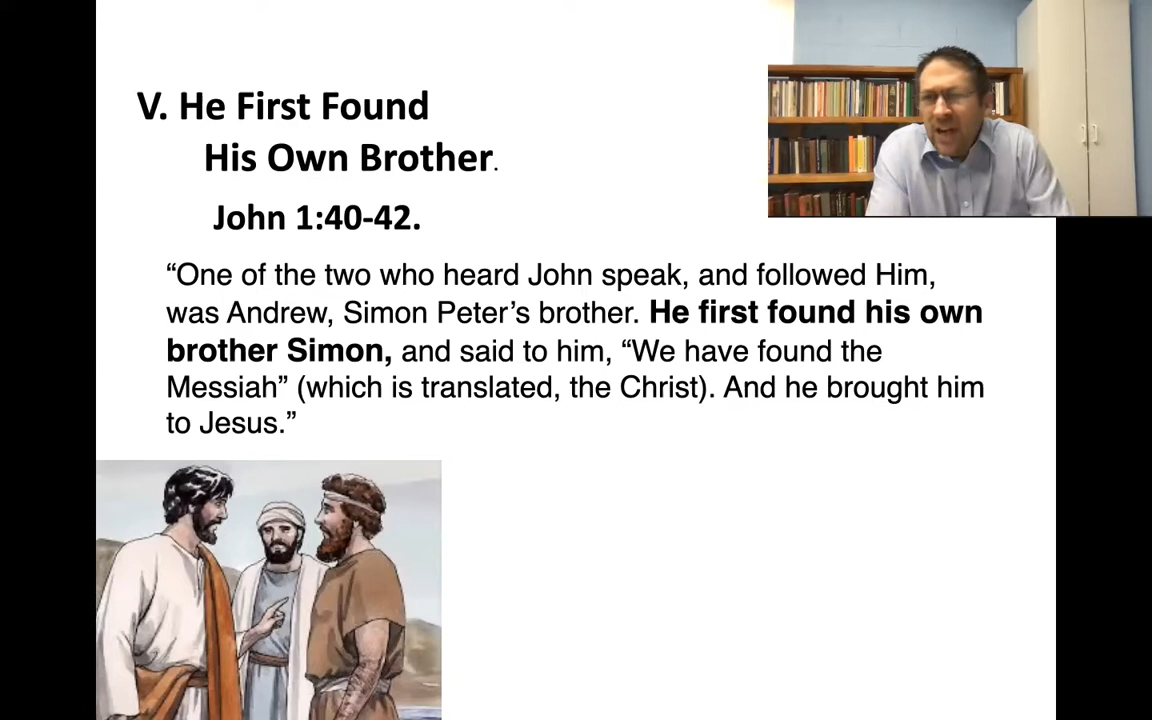 V. He First Found
His Own Brother.
John 1:40-42.
“One of the two who heard John speak, and followed Him,
was Andrew, Simon Peter’s brother. He first found his own
brother Simon, and said to him, “We have found the
Messiah” (which is translated, the Christ). And he brought him
to Jesus.”